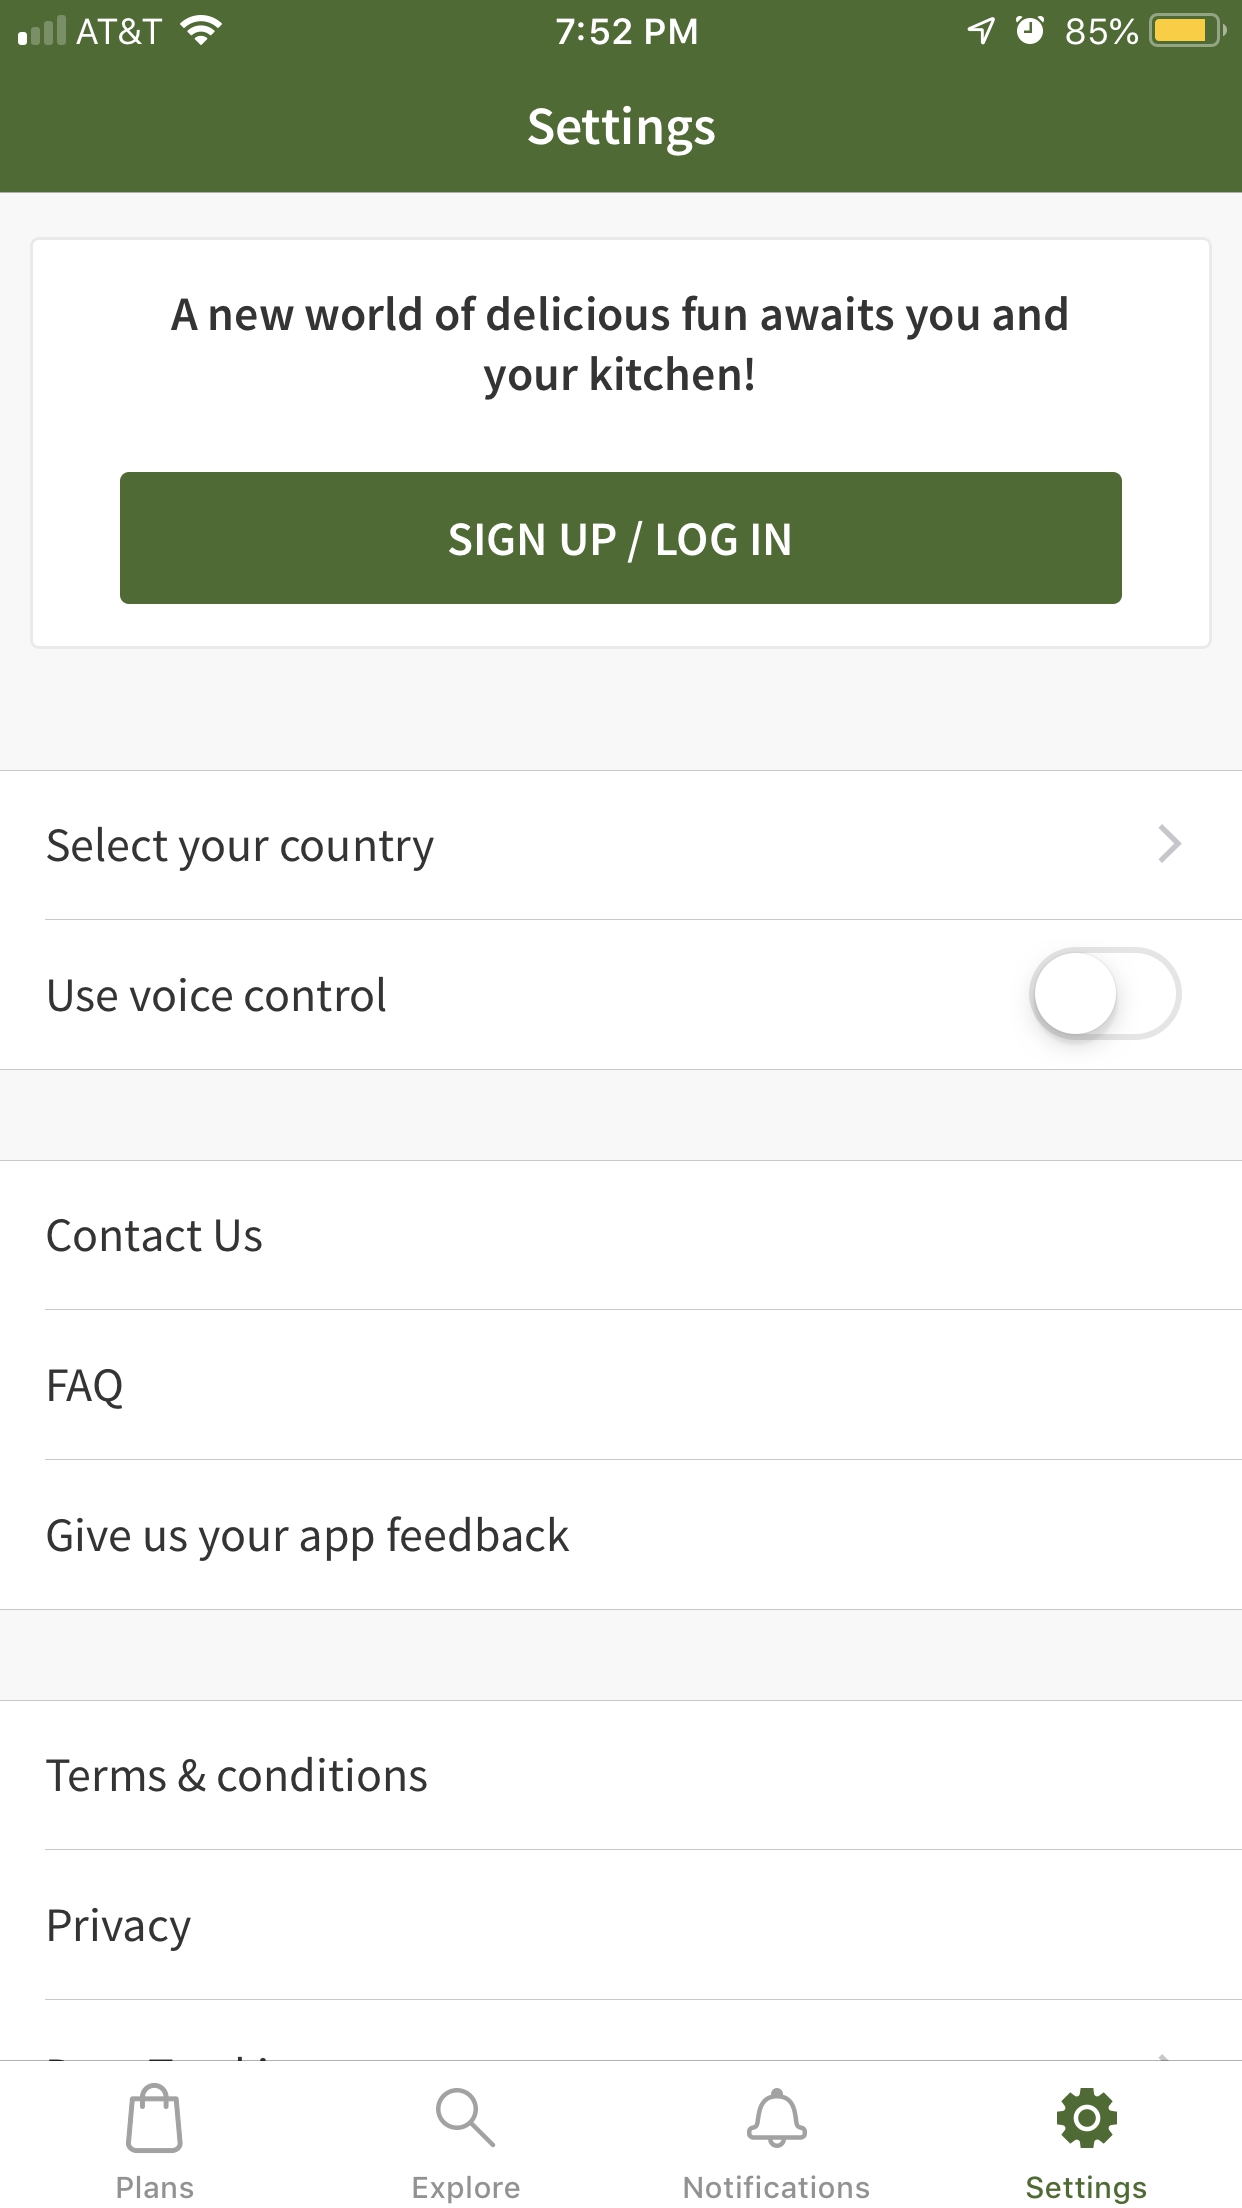 AT&T 7:52 PM 85%
Settings
A new world of delicious fun awaits you and
your kitchen!
SIGN UP / LOG IN
Select your country
Use voice control
Contact Us
FAQ
Give us your app feedback
Terms & conditions
Privacy
Plans Explore Notifications Settings